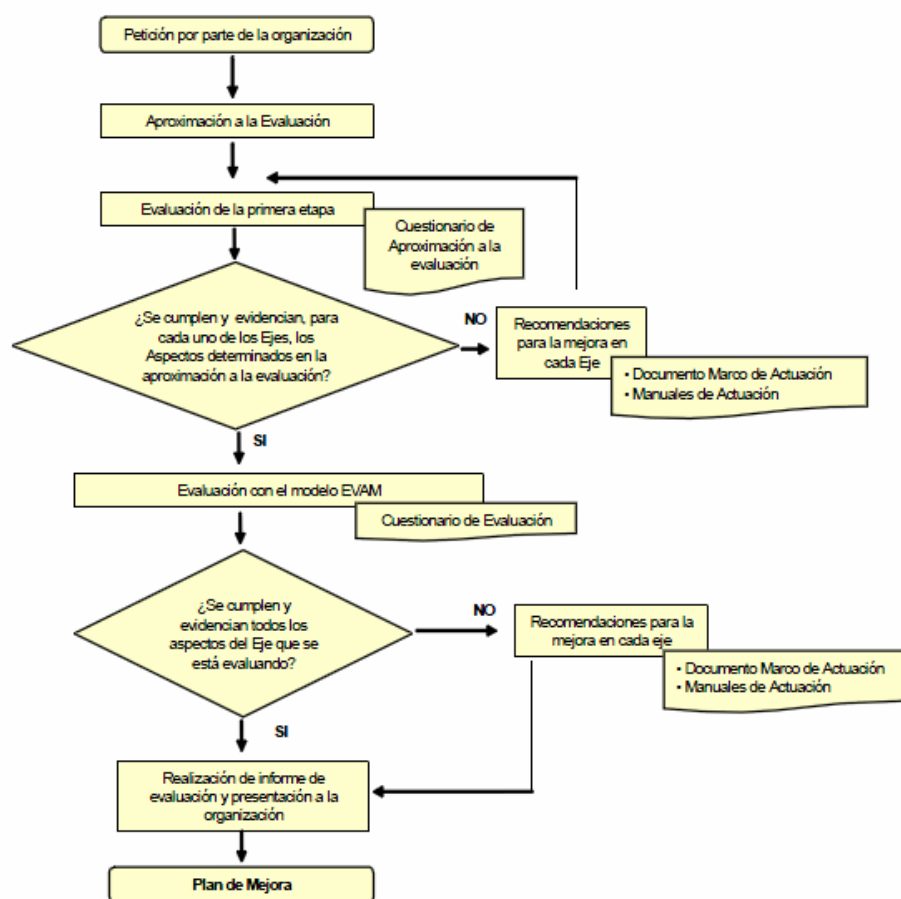 Petición por parte de la organización
Aproximación a la Evaluación
Evaluación de la primera etapa
Cuestionario de
Aproximación a la
evaluación
¿Se cumplen y evidencian, para
cada uno de los Ejes, los
Aspectos determinados en la
aproximación a la evaluación?
NO
Recomendaciones
para la mejora en
cada Eje
• Documento Marco de Actuación
• Manuales de Actuación
SI
Evaluación con el modelo EVAM
Cuestionario de Evaluación
¿Se cumplen y
evidencian todos los
aspectos del Eje que se
está evaluando?
NO
Recomendaciones para la
mejora en cada eje
• Documento Marco de Actuación
• Manuales de Actuación
SI
Realización de informe de
evaluación y presentación a la
organización
Plan de Mejora